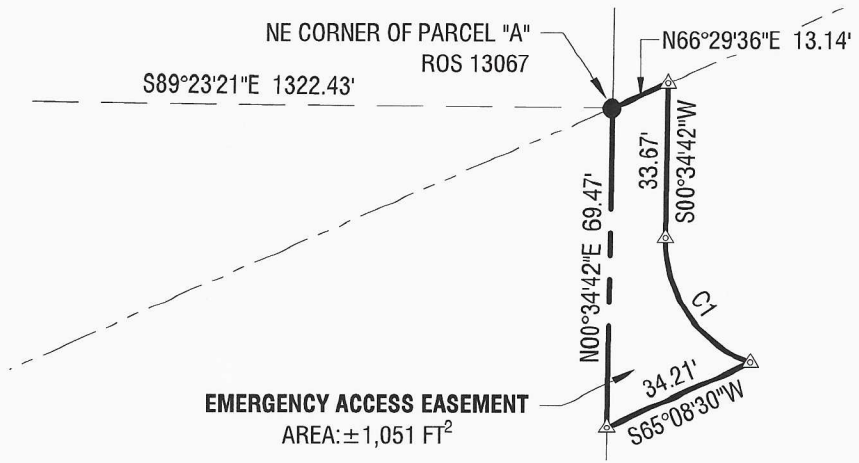 NE CORNER OF PARCEL "A"
ROS 13067
N66°29'36"E 13.14'
S89°23'21"E 1322.43'
33.67'
S00°34'42"W
N00°34'42"E 69.47'
C1
34.21'
S65°08'30"W
EMERGENCY ACCESS EASEMENT
AREA:±1,051 FT²